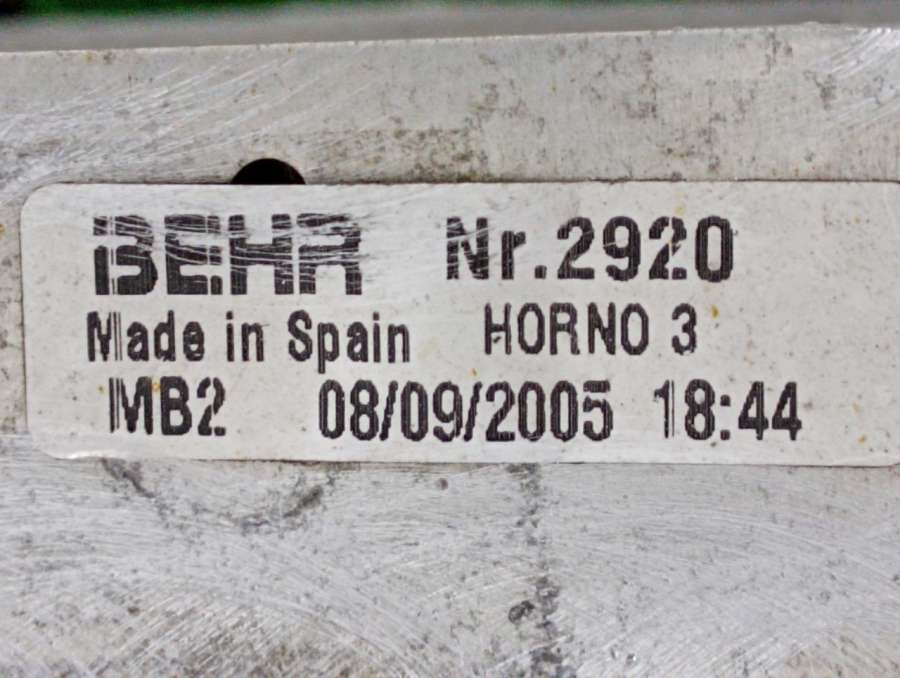 BEHR Nr.2920
Made in Spain HORNO 3
MB2 08/09/2005 18:44